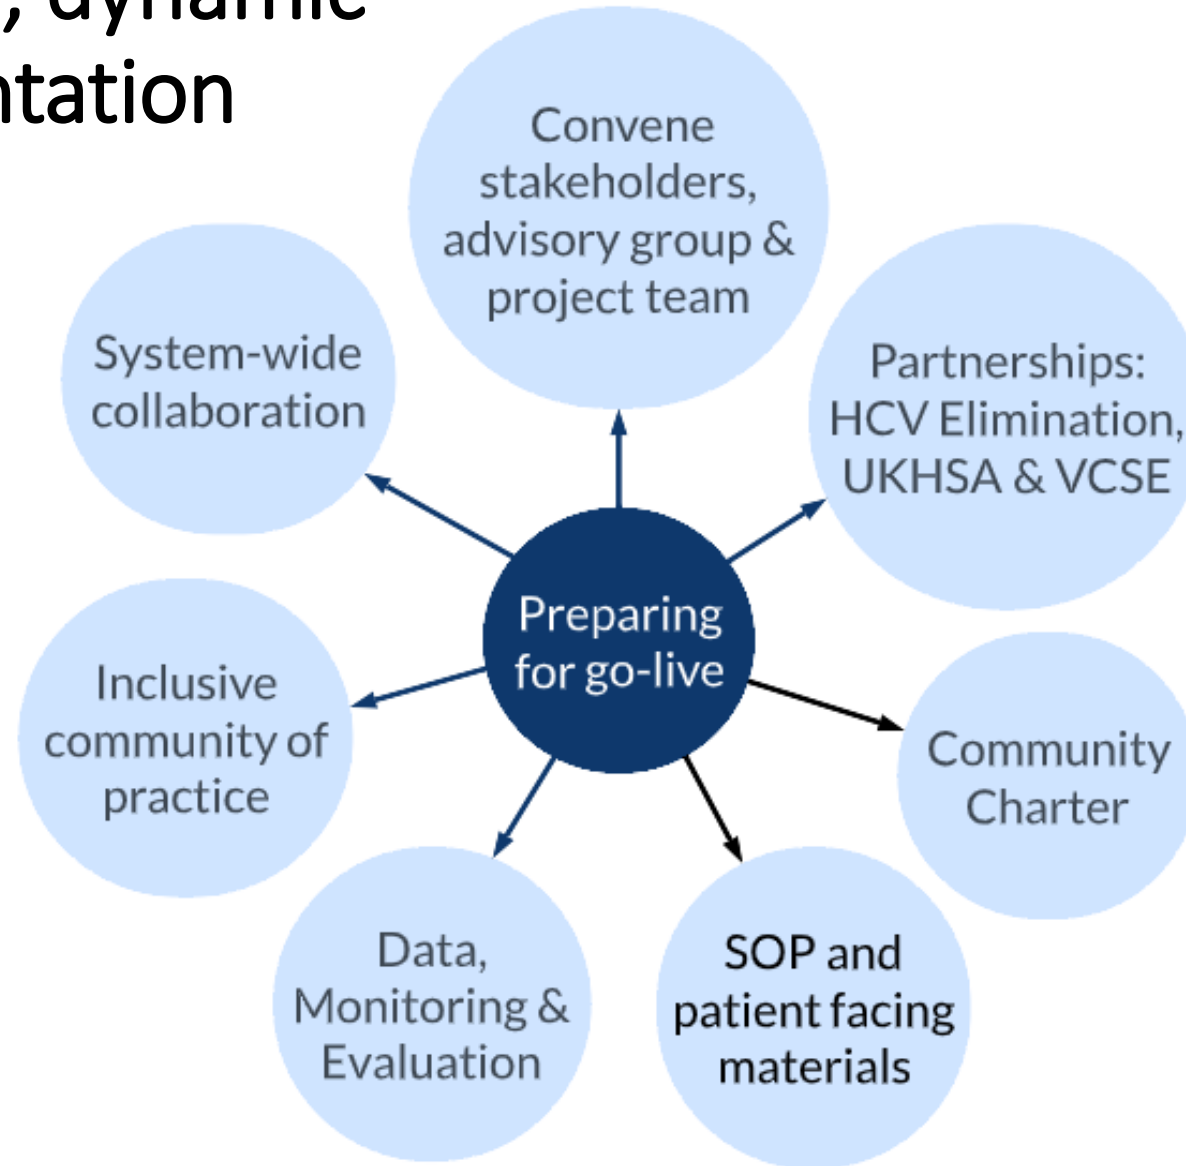 , dynamic
ntation
Convene
stakeholders,
advisory group &
project team
Partnerships:
HCV Elimination,
UKHSA & VCSE
Community
Charter
SOP and
patient facing
materials
Data,
Monitoring &
Evaluation
Inclusive
community of
practice
System-wide
collaboration
Preparing
for go-live